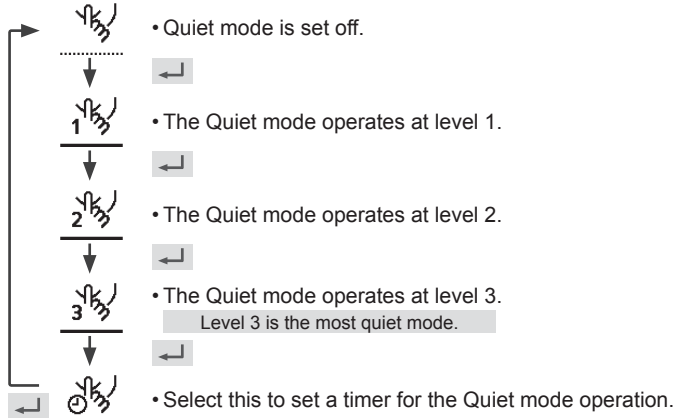 • Quiet mode is set off.
1
• The Quiet mode operates at level 1.
2
• The Quiet mode operates at level 2.
3
• The Quiet mode operates at level 3.
Level 3 is the most quiet mode.
• Select this to set a timer for the Quiet mode operation.